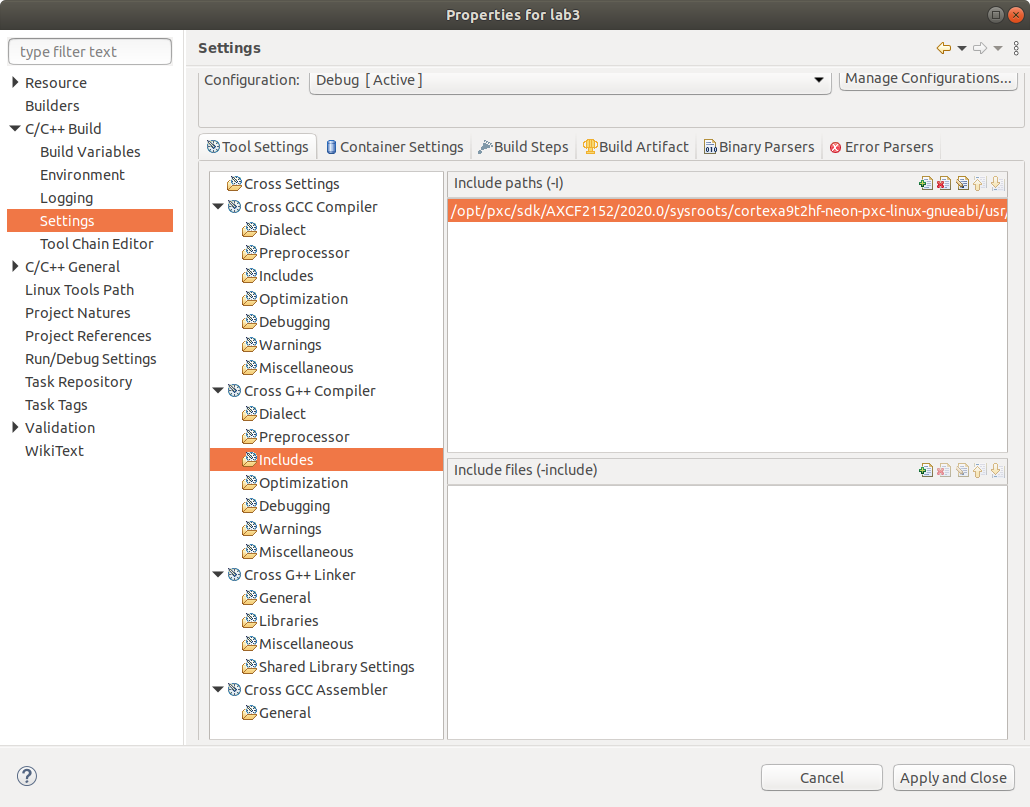 Properties for lab3
type filter text
Resource
Builders
C/C++ Build
Build Variables
Environment
Logging
Settings
Tool Chain Editor
C/C++ General
Linux Tools Path
Project Natures
Project References
Run/Debug Settings
Task Repository
Task Tags
Validation
WikiText
Settings
Configuration: Debug [ Active ] Manage Configurations...
Tool Settings Container Settings Build Steps Build Artifact Binary Parsers Error Parsers
Cross Settings
Cross GCC Compiler
Dialect
Preprocessor
Includes
Optimization
Debugging
Warnings
Miscellaneous
Cross G++ Compiler
Dialect
Preprocessor
Includes
Optimization
Debugging
Warnings
Miscellaneous
Cross G++ Linker
General
Libraries
Miscellaneous
Shared Library Settings
Cross GCC Assembler
General
Include paths (-I)
/opt/pxc/sdk/AXCF2152/2020.0/sysroots/cortexa9t2hf-neon-pxc-linux-gnueabi/usr/
Include files (-include)
Cancel Apply and Close